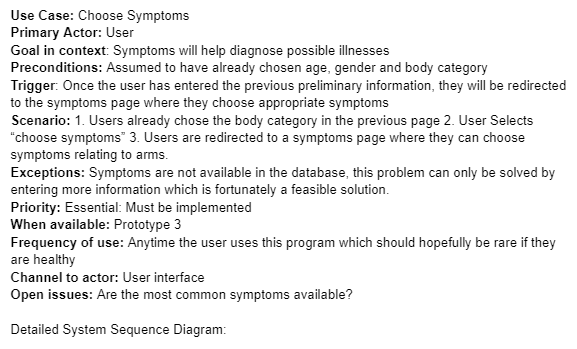 Use Case: Choose Symptoms
Primary Actor: User
Goal in context: Symptoms will help diagnose possible illnesses
Preconditions: Assumed to have already chosen age, gender and body category
Trigger: Once the user has entered the previous preliminary information, they will be redirected
to the symptoms page where they choose appropriate symptoms
Scenario: 1. Users already chose the body category in the previous page 2. User Selects
“choose symptoms” 3. Users are redirected to a symptoms page where they can choose
symptoms relating to arms.
Exceptions: Symptoms are not available in the database, this problem can only be solved by
entering more information which is fortunately a feasible solution.
Priority: Essential: Must be implemented
When available: Prototype 3
Frequency of use: Anytime the user uses this program which should hopefully be rare if they
are healthy
Channel to actor: User interface
Open issues: Are the most common symptoms available?
Detailed System Sequence Diagram: